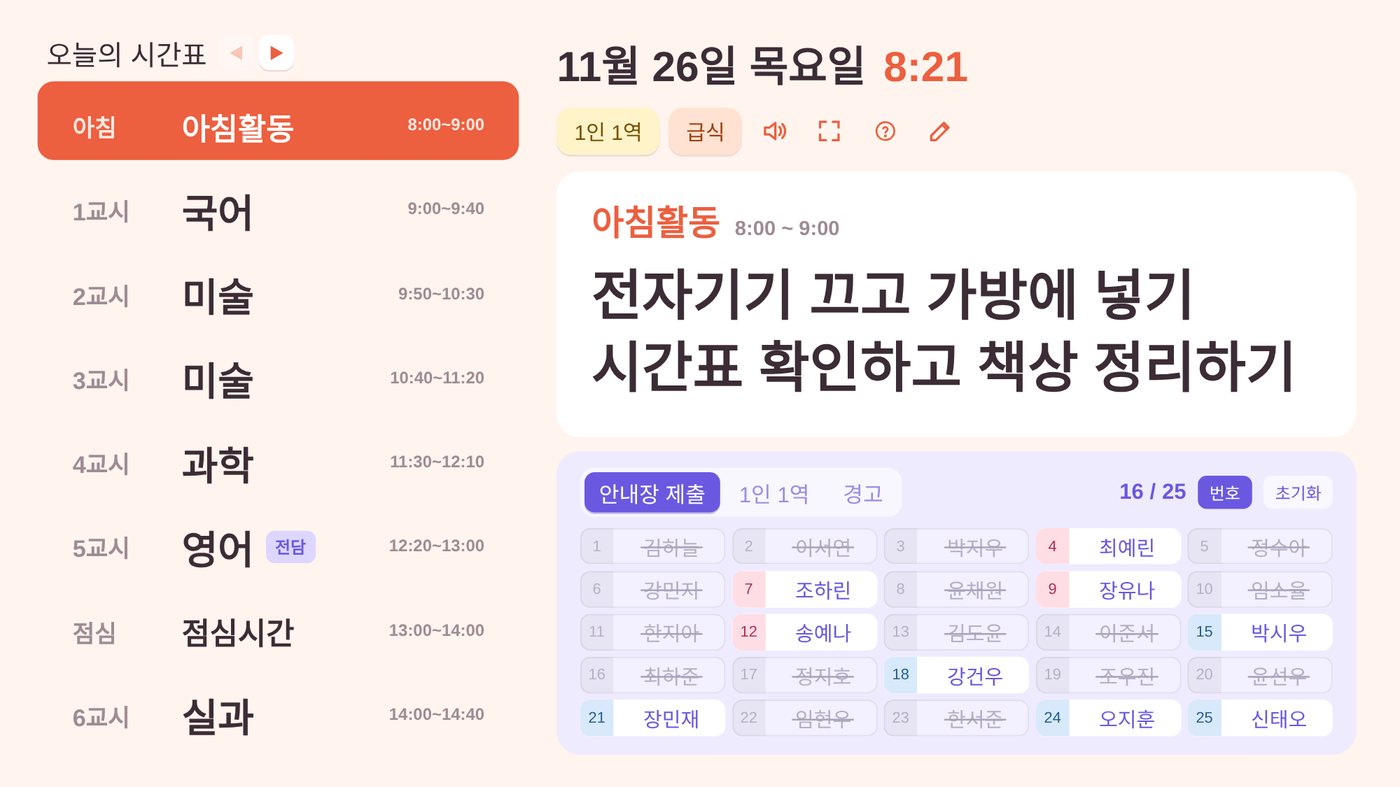 오늘의 시간표 ◀ ▶
아침 아침활동 8:00~9:00
1교시 국어 9:00~9:40
2교시 미술 9:50~10:30
3교시 미술 10:40~11:20
4교시 과학 11:30~12:10
5교시 영어 전담 12:20~13:00
점심 점심시간 13:00~14:00
6교시 실과 14:00~14:40
11월 26일 목요일 8:21
1인 1역 급식
아침활동 8:00 ~ 9:00
전자기기 끄고 가방에 넣기
시간표 확인하고 책상 정리하기
안내장 제출 1인 1역 경고 16 / 25 번호 초기화
1 김하늘 2 이서연 3 박지우 4 최예린 5 정수아
6 강민지 7 조하린 8 윤채원 9 장유나 10 임소율
11 한지아 12 송예나 13 김도윤 14 이준서 15 박시우
16 최하준 17 정지호 18 강건우 19 조우진 20 윤선우
21 장민재 22 임현우 23 한서준 24 오지훈 25 신태오